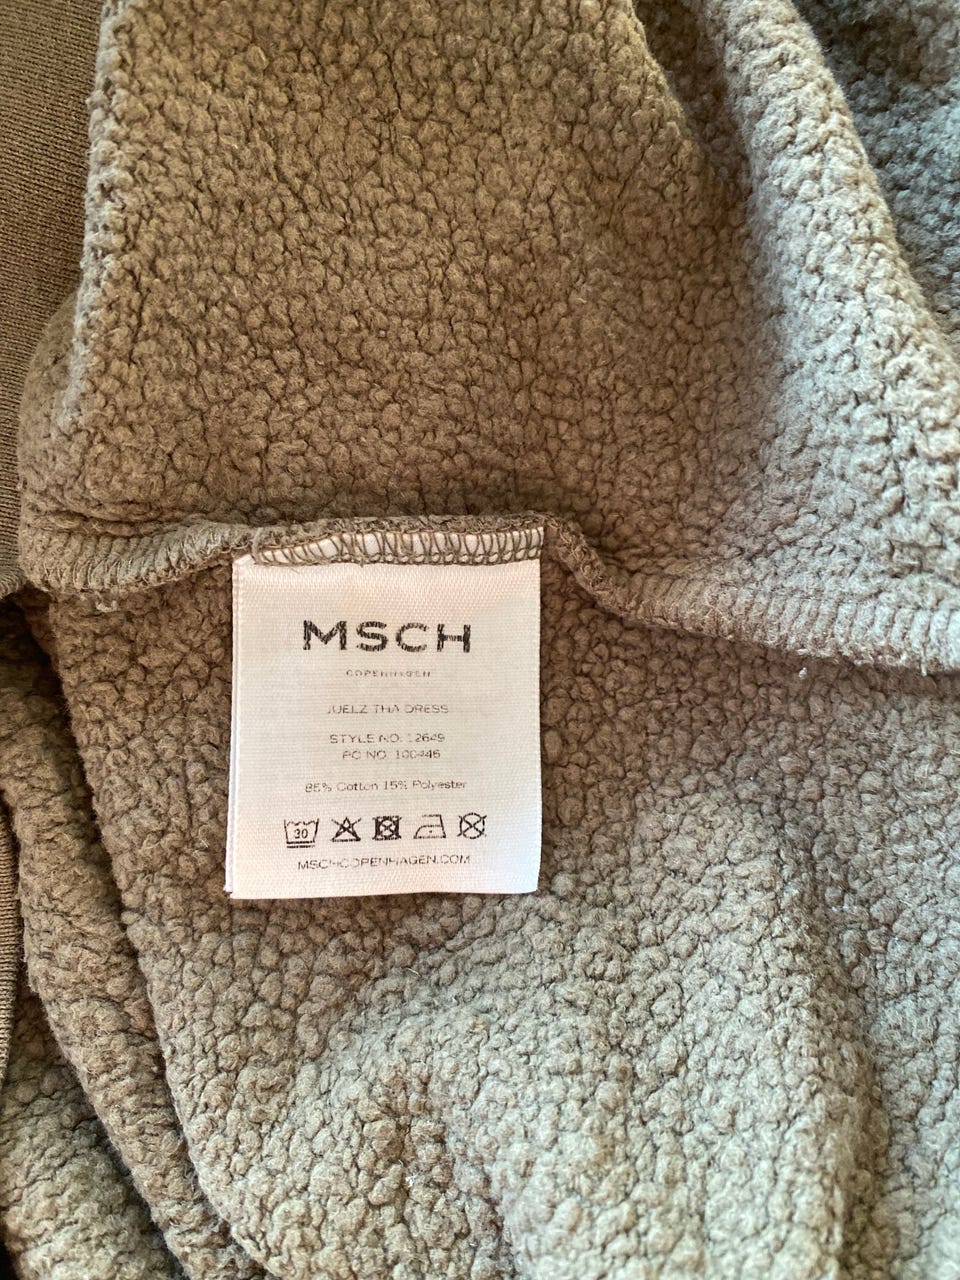 MSCH
COPENHAGEN
JUELZ THA DRESS
STYLE NO. 12649
PO NO. 100446
85% Cotton 15% Polyester
30
MSCHCOPENHAGEN.COM